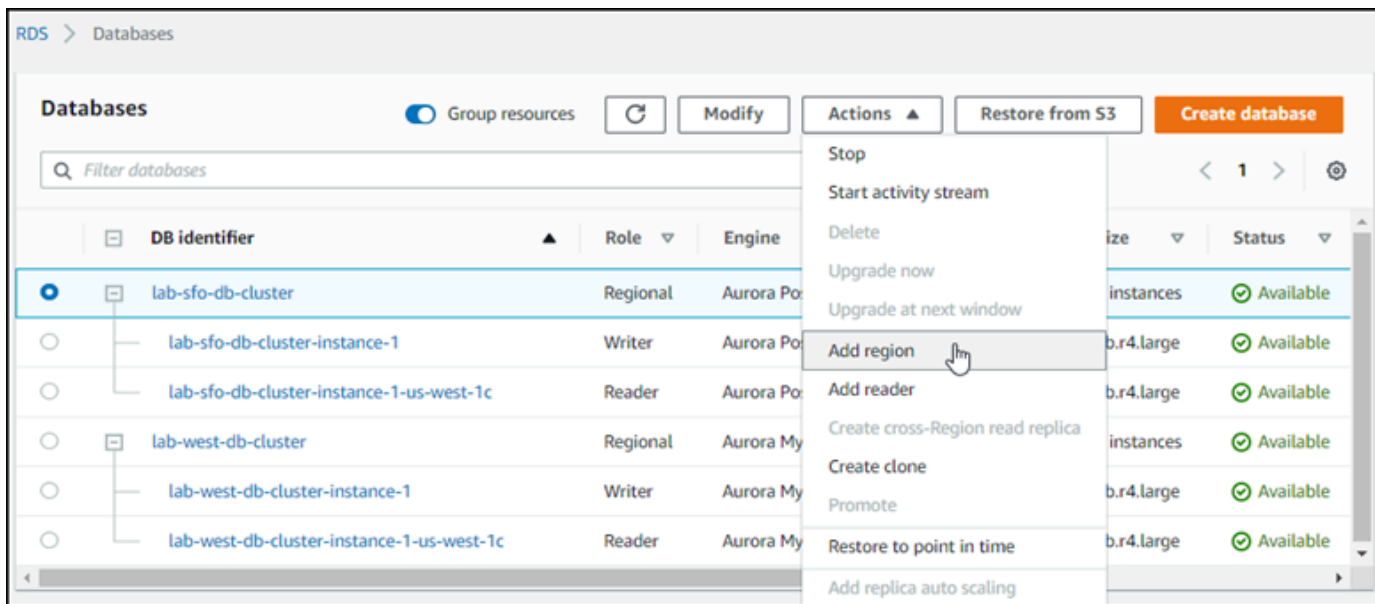 RDS > Databases
Databases Group resources Modify Actions ▲ Restore from S3 Create database
Filter databases < 1 >
DB identifier ▲ Role ▽ Engine ize ▽ Status ▽
lab-sfo-db-cluster Regional Aurora Pos instances Available
lab-sfo-db-cluster-instance-1 Writer Aurora Pos b.r4.large Available
lab-sfo-db-cluster-instance-1-us-west-1c Reader Aurora Pos b.r4.large Available
lab-west-db-cluster Regional Aurora My instances Available
lab-west-db-cluster-instance-1 Writer Aurora My b.r4.large Available
lab-west-db-cluster-instance-1-us-west-1c Reader Aurora My b.r4.large Available
Stop
Start activity stream
Delete
Upgrade now
Upgrade at next window
Add region
Add reader
Create cross-Region read replica
Create clone
Promote
Restore to point in time
Add replica auto scaling